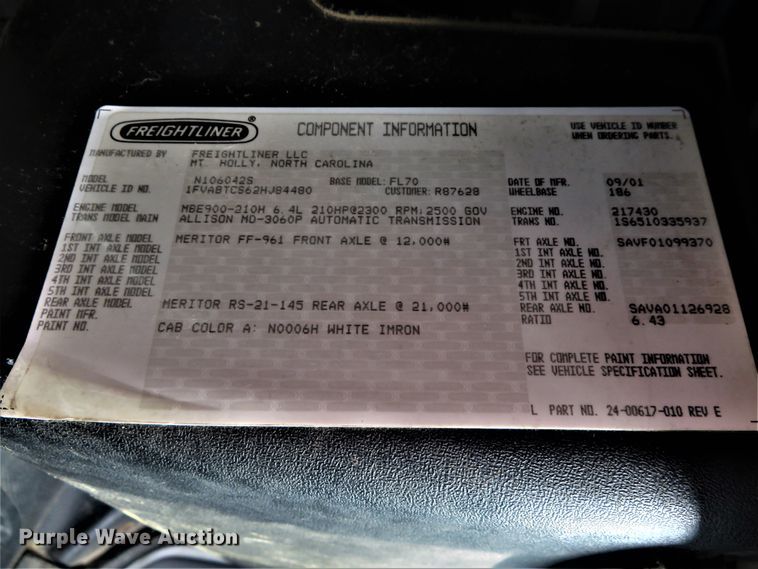 FREIGHTLINER® COMPONENT INFORMATION USE VEHICLE ID NUMBER
WHEN ORDERING PARTS.
MANUFACTURED BY FREIGHTLINER LLC
MT. HOLLY, NORTH CAROLINA
MODEL N106042S BASE MODEL: FL70 DATE OF MFR. 09/01
VEHICLE ID NO. 1FVABTCS62HJ84480 CUSTOMER: R87628 WHEELBASE 186
ENGINE MODEL MBE900-210H 6.4L 210HP@2300 RPM; 2500 GOV ENGINE NO. 217430
TRANS MODEL MAIN ALLISON MD-3060P AUTOMATIC TRANSMISSION TRANS NO. 1S6510335937
FRONT AXLE MODEL MERITOR FF-961 FRONT AXLE @ 12,000# FRT AXLE NO. SAVF01099370
1ST INT AXLE MODEL 1ST INT AXLE NO.
2ND INT AXLE MODEL 2ND INT AXLE NO.
3RD INT AXLE MODEL 3RD INT AXLE NO.
4TH INT AXLE MODEL 4TH INT AXLE NO.
5TH INT AXLE MODEL 5TH INT AXLE NO.
REAR AXLE MODEL MERITOR RS-21-145 REAR AXLE @ 21,000# REAR AXLE NO. SAVA01126928
PAINT MFR. RATIO 6.43
PAINT NO. CAB COLOR A: N0006H WHITE IMRON
FOR COMPLETE PAINT INFORMATION
SEE VEHICLE SPECIFICATION SHEET.
L PART NO. 24-00617-010 REV E
Purple Wave Auction®